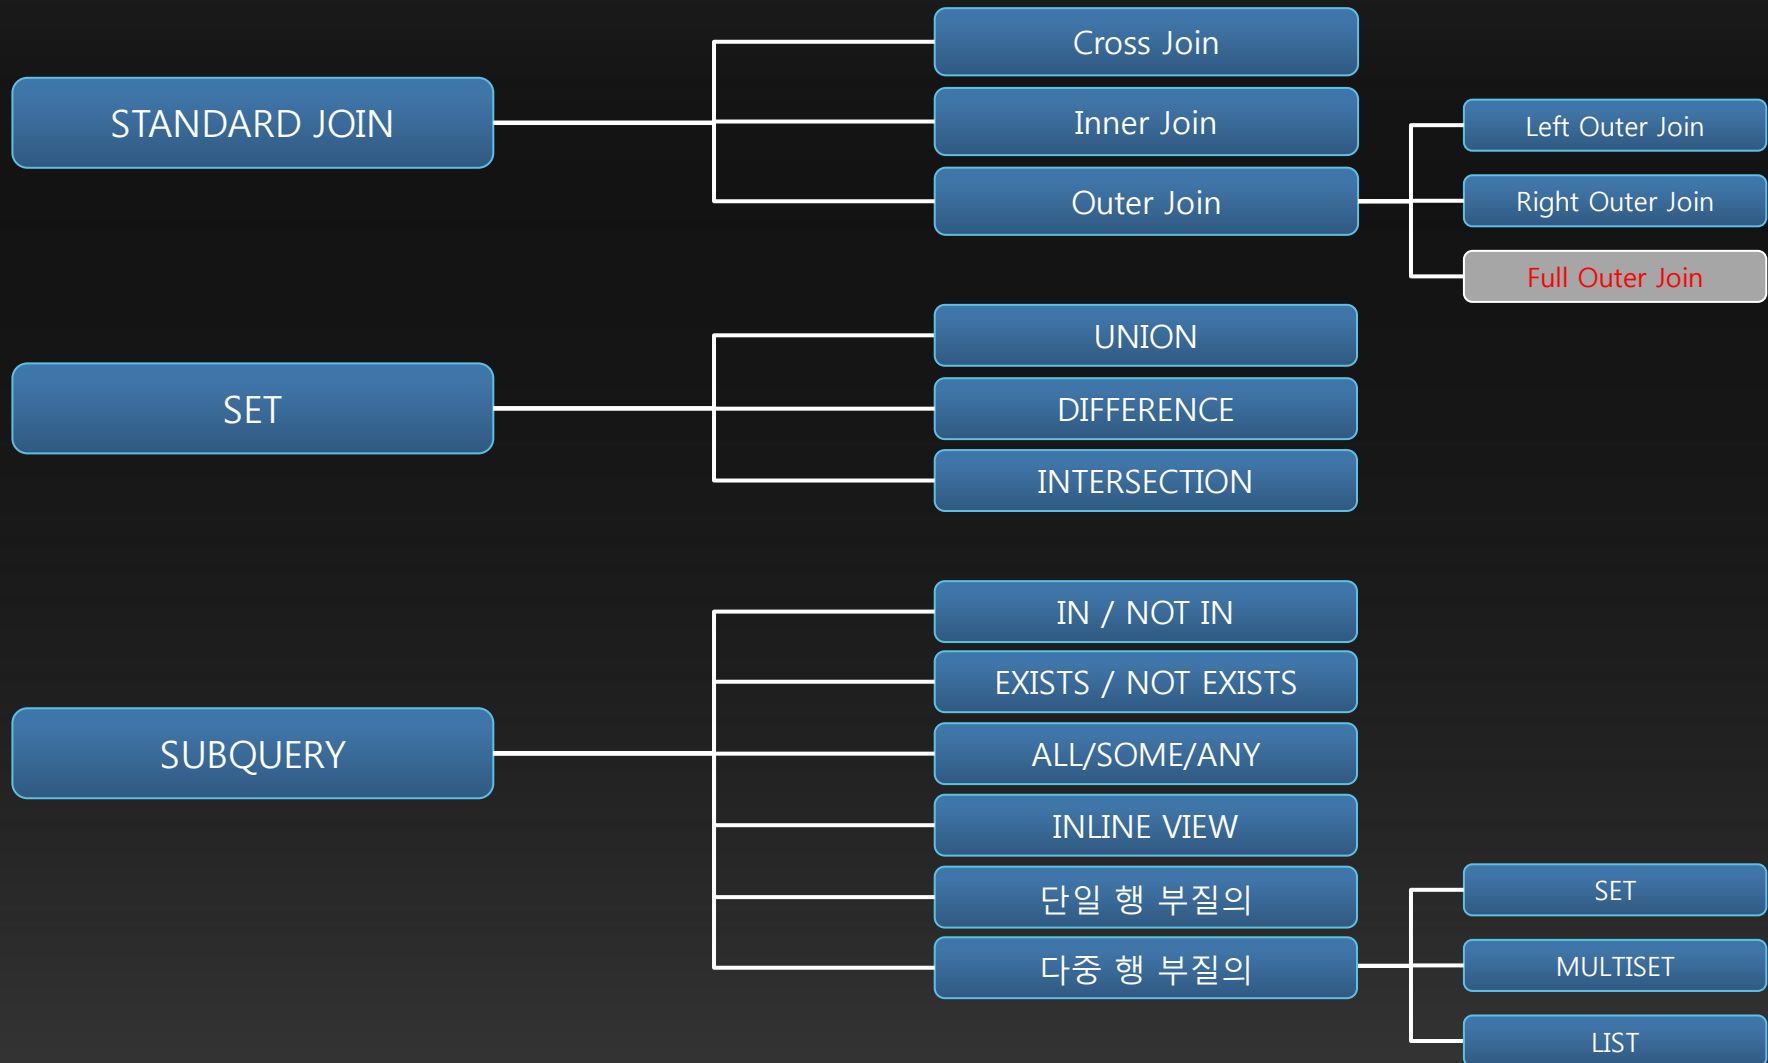 STANDARD JOIN
Cross Join
Inner Join
Outer Join
Left Outer Join
Right Outer Join
Full Outer Join
SET
UNION
DIFFERENCE
INTERSECTION
SUBQUERY
IN / NOT IN
EXISTS / NOT EXISTS
ALL/SOME/ANY
INLINE VIEW
단일 행 부질의
다중 행 부질의
SET
MULTISET
LIST